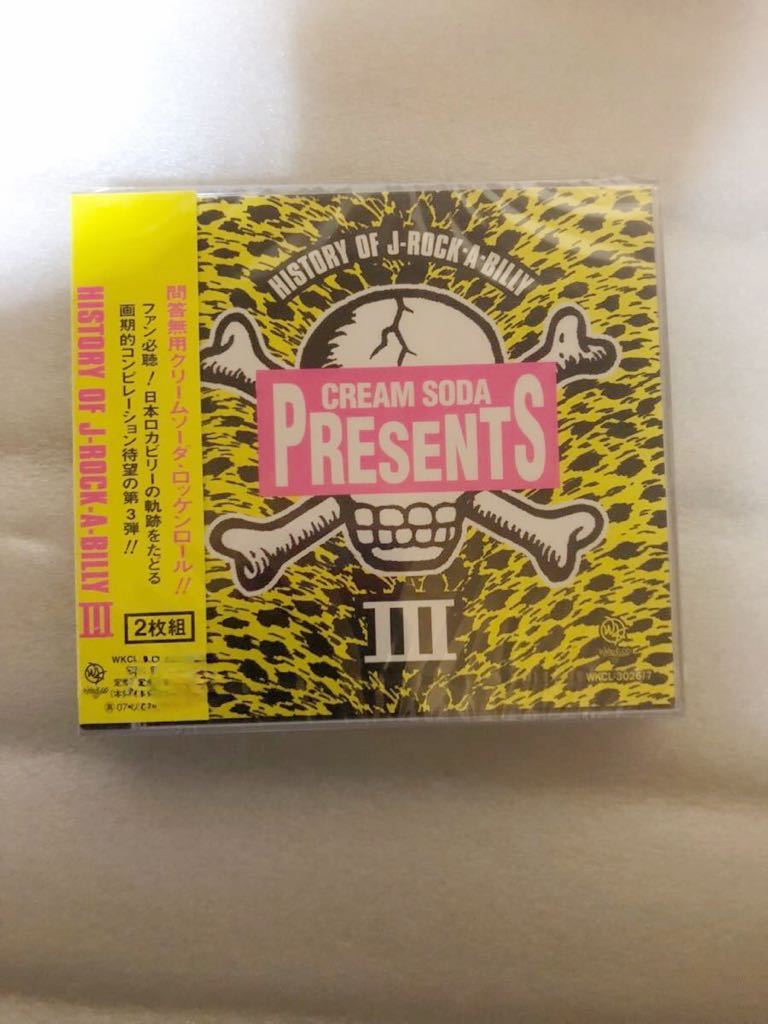 HISTORY OF J-ROCK-A-BILLY
CREAM SODA
PRESENTS
III
WKCL-3026/7
問答無用クリームソーダ・ロッケンロール!!
ファン必聴!日本ロカビリーの軌跡をたどる
画期的コンピレーション待望の第3弾!!
HISTORY OF J-ROCK-A-BILLY III
2枚組